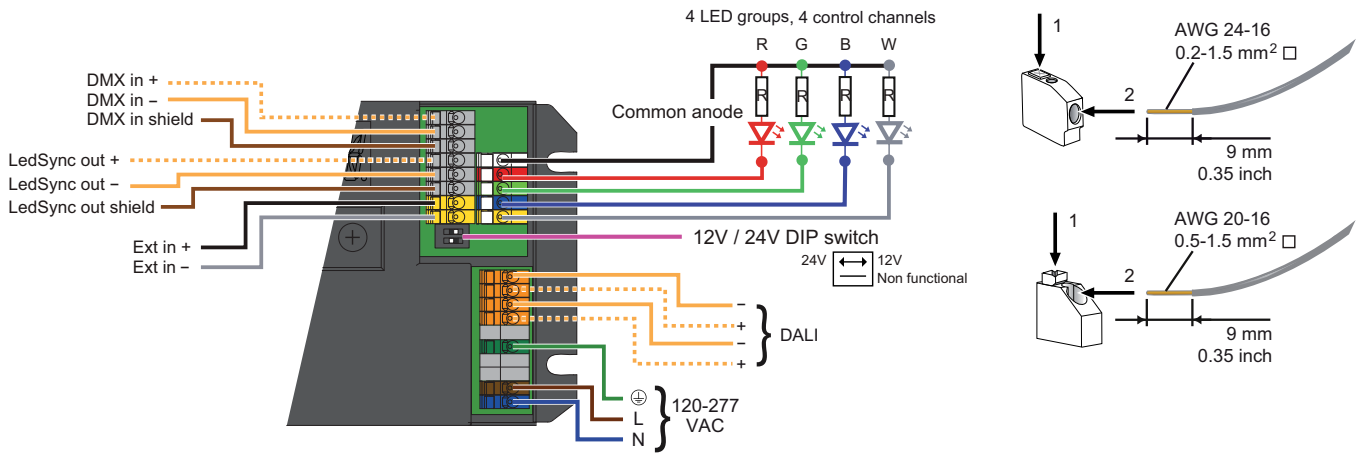 4 LED groups, 4 control channels
R G B W
R R R R
Common anode
DMX in +
DMX in –
DMX in shield
LedSync out +
LedSync out –
LedSync out shield
Ext in +
Ext in –
12V / 24V DIP switch
24V 12V
Non functional
–
+
–
+
DALI
L
N
120-277
VAC
1
AWG 24-16
0.2-1.5 mm² □
2
9 mm
0.35 inch
1
AWG 20-16
0.5-1.5 mm² □
2
9 mm
0.35 inch